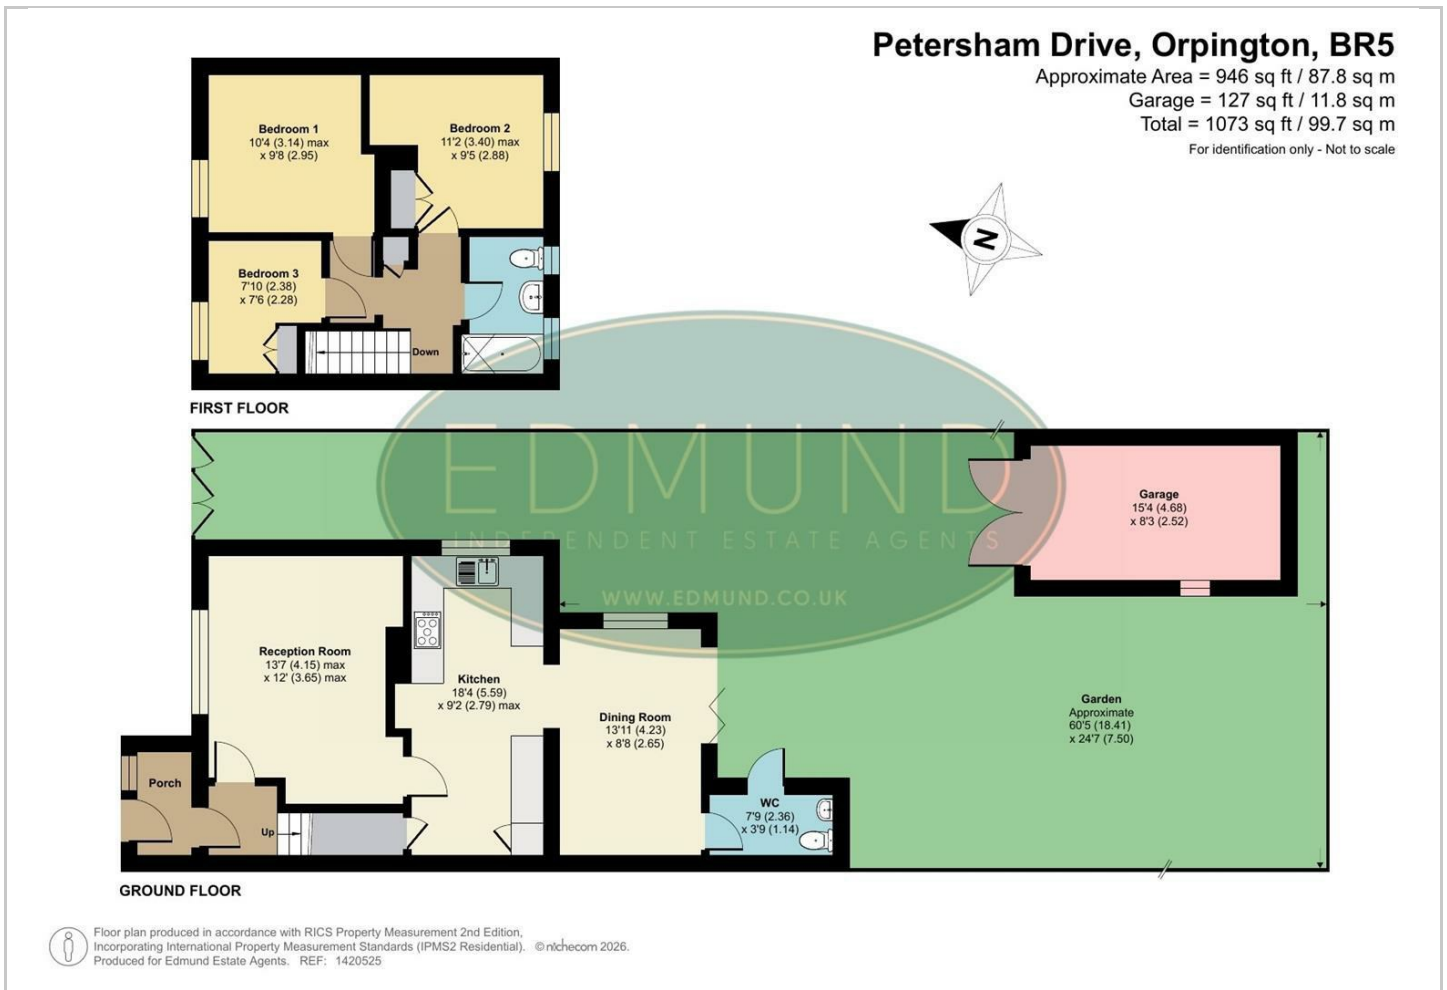 Petersham Drive, Orpington, BR5
Approximate Area = 946 sq ft / 87.8 sq m
Garage = 127 sq ft / 11.8 sq m
Total = 1073 sq ft / 99.7 sq m
For identification only - Not to scale
N
Bedroom 1
10'4 (3.14) max
x 9'8 (2.95)
Bedroom 2
11'2 (3.40) max
x 9'5 (2.88)
Bedroom 3
7'10 (2.38)
x 7'6 (2.28)
Down
FIRST FLOOR
EDMUND
INDEPENDENT ESTATE AGENTS
WWW.EDMUND.CO.UK
Garage
15'4 (4.68)
x 8'3 (2.52)
Reception Room
13'7 (4.15) max
x 12' (3.65) max
Kitchen
18'4 (5.59)
x 9'2 (2.79) max
Dining Room
13'11 (4.23)
x 8'8 (2.65)
Garden
Approximate
60'5 (18.41)
x 24'7 (7.50)
Porch
Up
WC
7'9 (2.36)
x 3'9 (1.14)
GROUND FLOOR
Floor plan produced in accordance with RICS Property Measurement 2nd Edition,
Incorporating International Property Measurement Standards (IPMS2 Residential). © nichecom 2026.
Produced for Edmund Estate Agents. REF: 1420525